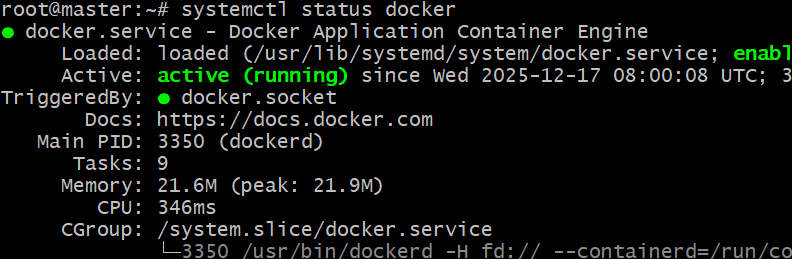 root@master:~# systemctl status docker
● docker.service - Docker Application Container Engine
Loaded: loaded (/usr/lib/systemd/system/docker.service; enabl
Active: active (running) since Wed 2025-12-17 08:00:08 UTC; 3
TriggeredBy: ● docker.socket
Docs: https://docs.docker.com
Main PID: 3350 (dockerd)
Tasks: 9
Memory: 21.6M (peak: 21.9M)
CPU: 346ms
CGroup: /system.slice/docker.service
└─3350 /usr/bin/dockerd -H fd:// --containerd=/run/co